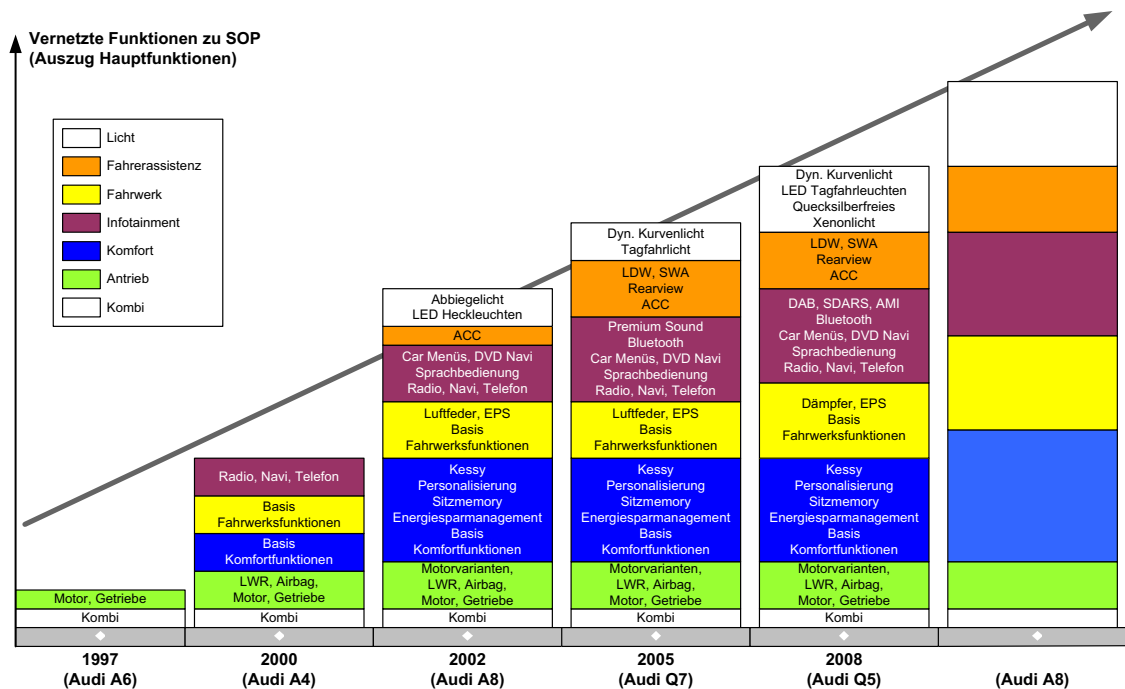 Vernetzte Funktionen zu SOP
(Auszug Hauptfunktionen)
Licht
Fahrerassistenz
Fahrwerk
Infotainment
Komfort
Antrieb
Kombi
Motor, Getriebe
Kombi
Radio, Navi, Telefon
Basis
Fahrwerksfunktionen
Basis
Komfortfunktionen
LWR, Airbag,
Motor, Getriebe
Kombi
Abbiegelicht
LED Heckleuchten
ACC
Car Menüs, DVD Navi
Sprachbedienung
Radio, Navi, Telefon
Luftfeder, EPS
Basis
Fahrwerksfunktionen
Kessy
Personalisierung
Sitzmemory
Energiesparmanagement
Basis
Komfortfunktionen
Motorvarianten,
LWR, Airbag,
Motor, Getriebe
Kombi
Dyn. Kurvenlicht
Tagfahrlicht
LDW, SWA
Rearview
ACC
Premium Sound
Bluetooth
Car Menüs, DVD Navi
Sprachbedienung
Radio, Navi, Telefon
Luftfeder, EPS
Basis
Fahrwerksfunktionen
Kessy
Personalisierung
Sitzmemory
Energiesparmanagement
Basis
Komfortfunktionen
Motorvarianten,
LWR, Airbag,
Motor, Getriebe
Kombi
Dyn. Kurvenlicht
LED Tagfahrleuchten
Quecksilberfreies
Xenonlicht
LDW, SWA
Rearview
ACC
DAB, SDARS, AMI
Bluetooth
Car Menüs, DVD Navi
Sprachbedienung
Radio, Navi, Telefon
Dämpfer, EPS
Basis
Fahrwerksfunktionen
Kessy
Personalisierung
Sitzmemory
Energiesparmanagement
Basis
Komfortfunktionen
Motorvarianten,
LWR, Airbag,
Motor, Getriebe
Kombi
1997
(Audi A6)
2000
(Audi A4)
2002
(Audi A8)
2005
(Audi Q7)
2008
(Audi Q5)
(Audi A8)